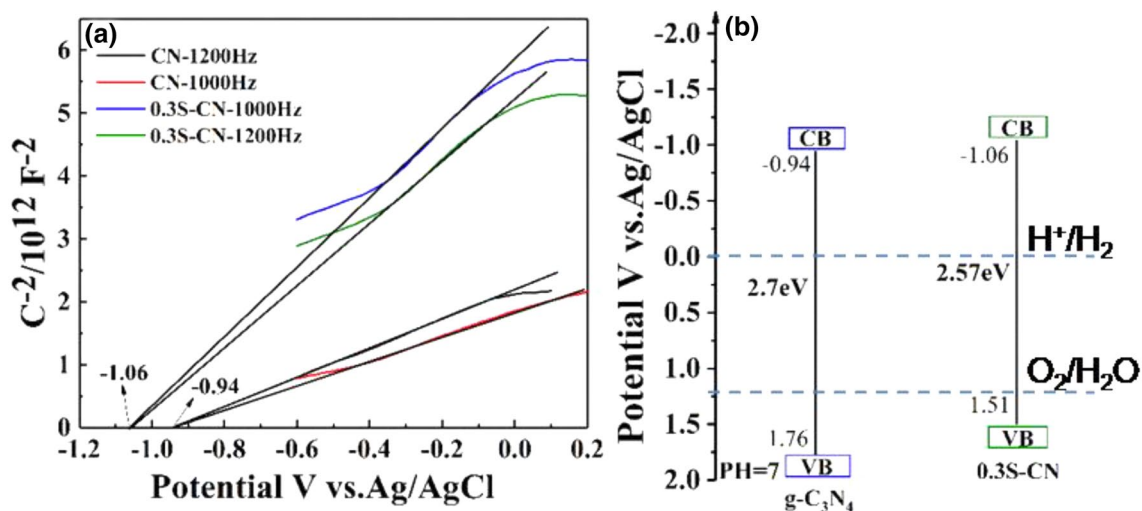 (a)
CN-1200Hz
CN-1000Hz
0.3S-CN-1000Hz
0.3S-CN-1200Hz
C⁻²/10¹² F⁻²
6
5
4
3
2
1
0
-1.06
-0.94
-1.2 -1.0 -0.8 -0.6 -0.4 -0.2 0.0 0.2
Potential V vs.Ag/AgCl
(b)
Potential V vs.Ag/AgCl
-2.0
-1.5
-1.0
-0.5
0.0
0.5
1.0
1.5
2.0
CB
CB
-0.94
-1.06
H⁺/H₂
2.7eV
2.57eV
O₂/H₂O
1.51
1.76
VB
PH=7
VB
0.3S-CN
g-C₃N₄